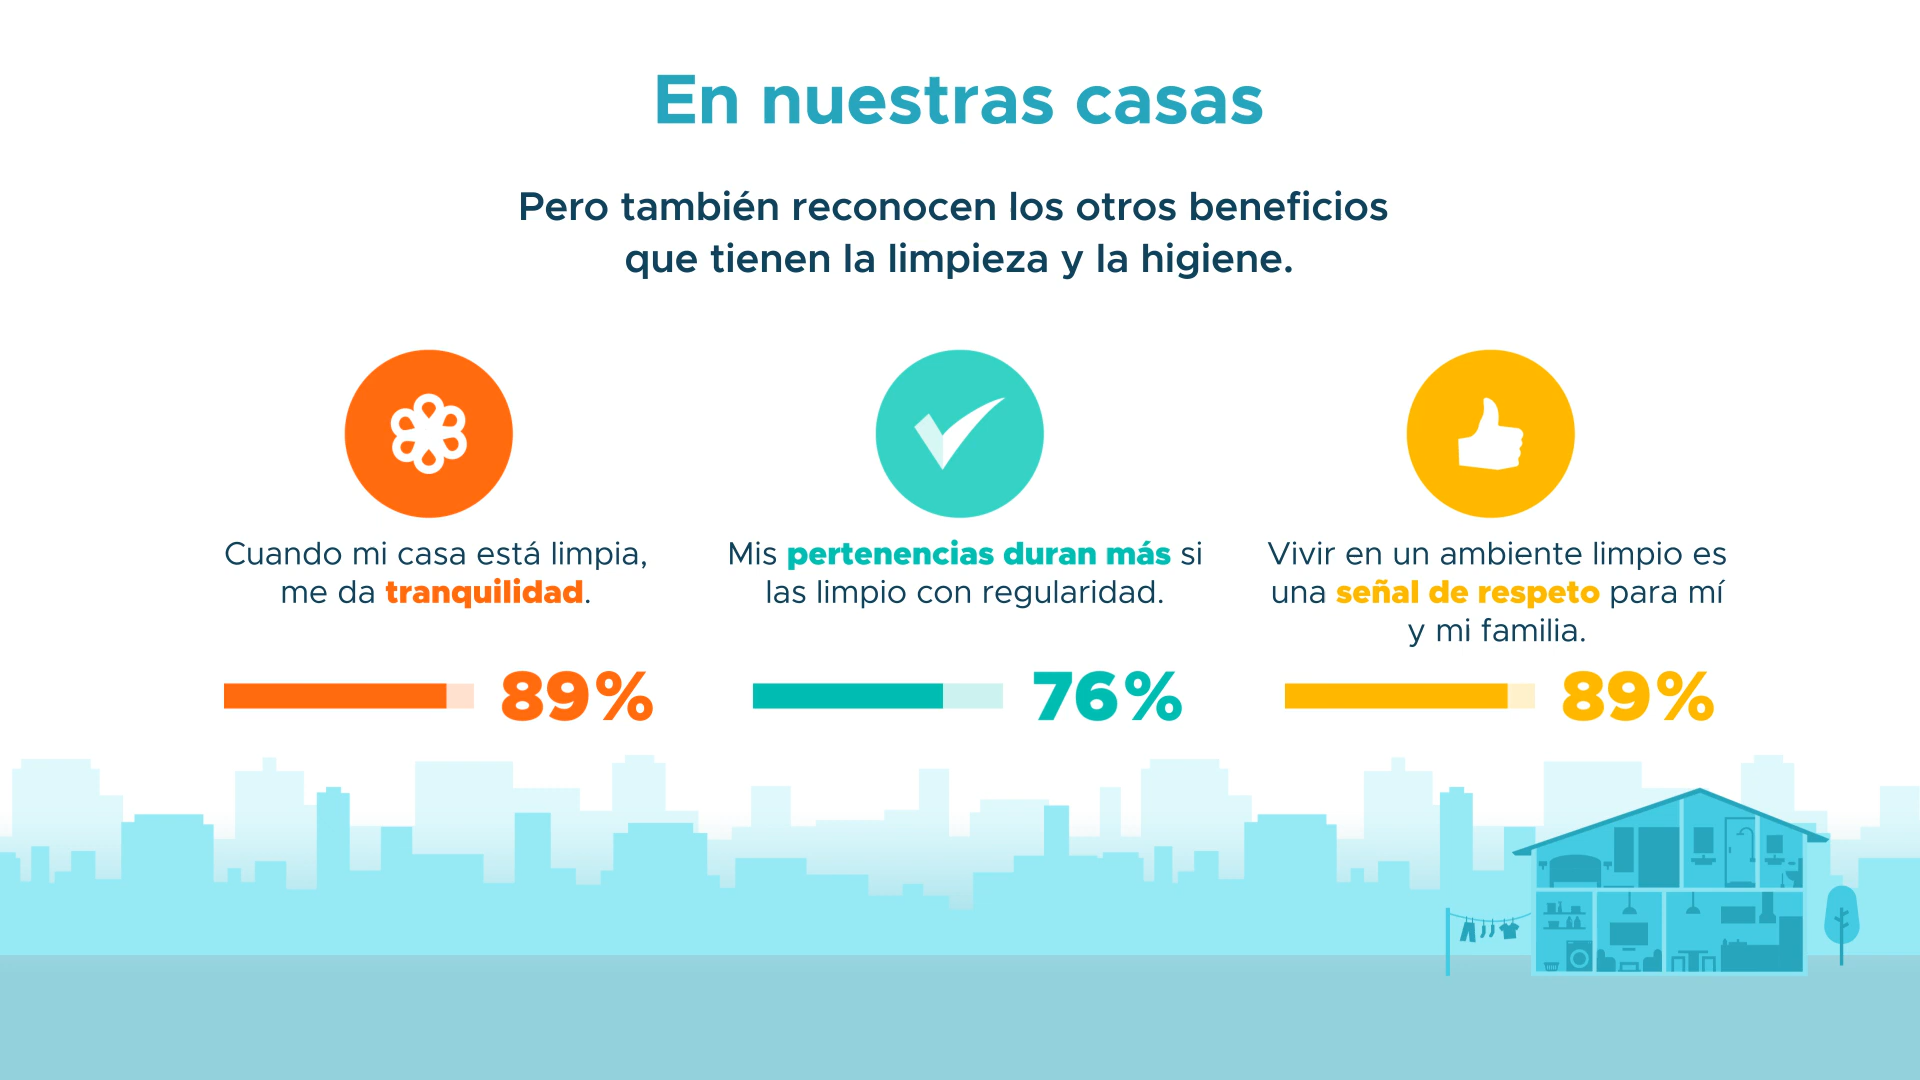 En nuestras casas
Pero también reconocen los otros beneficios
que tienen la limpieza y la higiene.
Cuando mi casa está limpia,
me da tranquilidad.
89%
Mis pertenencias duran más si
las limpio con regularidad.
76%
Vivir en un ambiente limpio es
una señal de respeto para mí
y mi familia.
89%